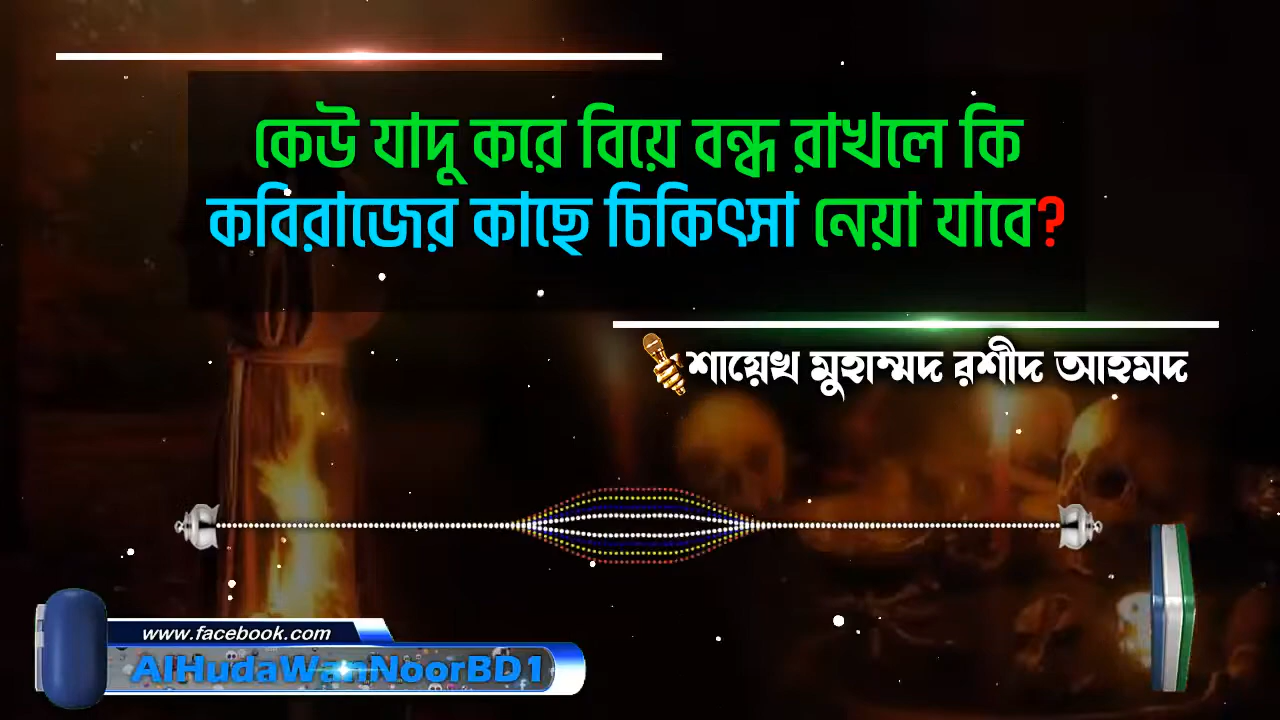 কেউ যাদু করে বিয়ে বন্ধ রাখলে কি
কবিরাজের কাছে চিকিৎসা নেয়া যাবে?
শায়েখ মুহাম্মদ রশীদ আহমদ
www.facebook.com
AlHudaWanNoorBD1